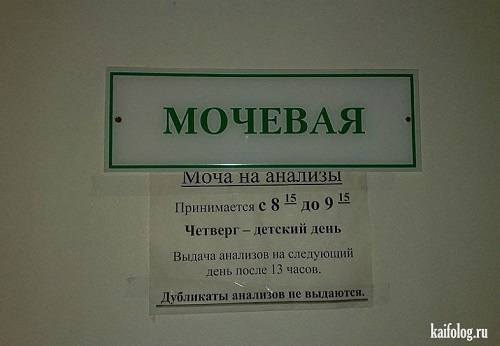 МОЧЕВАЯ
Моча на анализы
Принимается с 8 15 до 9 15
Четверг – детский день
Выдача анализов на следующий
день после 13 часов.
Дубликаты анализов не выдаются.
kaifolog.ru